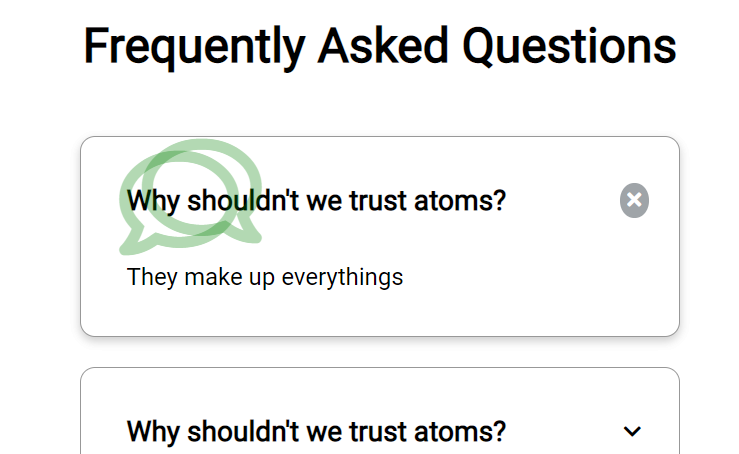 Frequently Asked Questions
Why shouldn't we trust atoms?
They make up everythings
Why shouldn't we trust atoms?